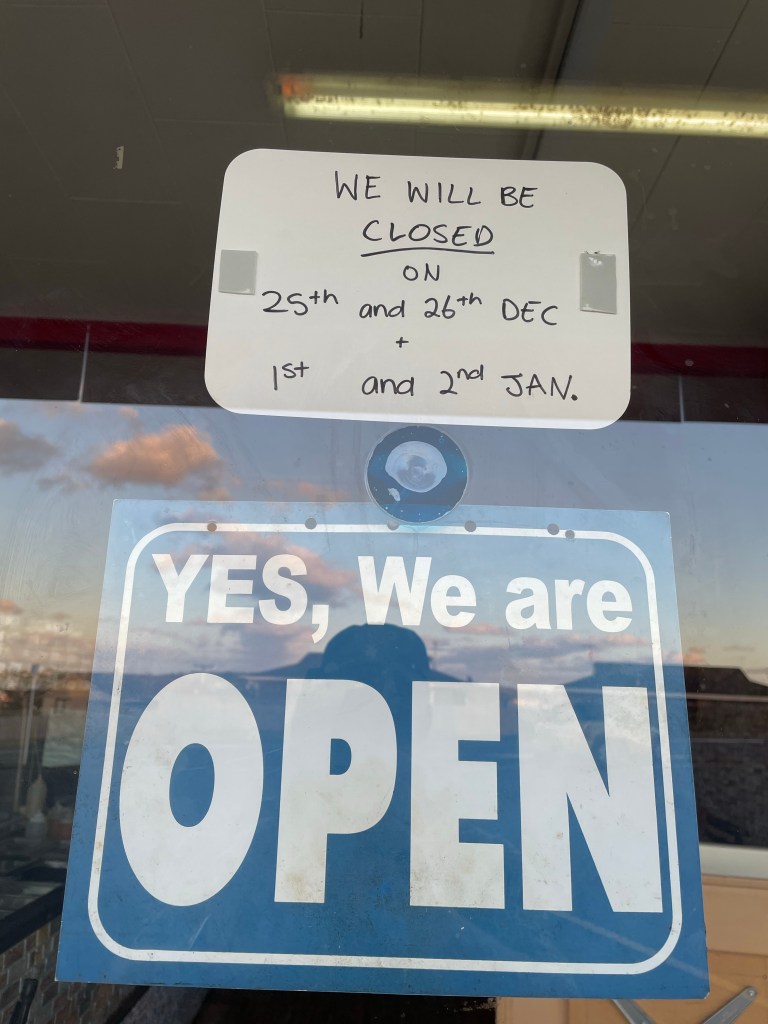 WE WILL BE
CLOSED
ON
25th and 26th DEC
+
1st and 2nd JAN.
YES, We are
OPEN